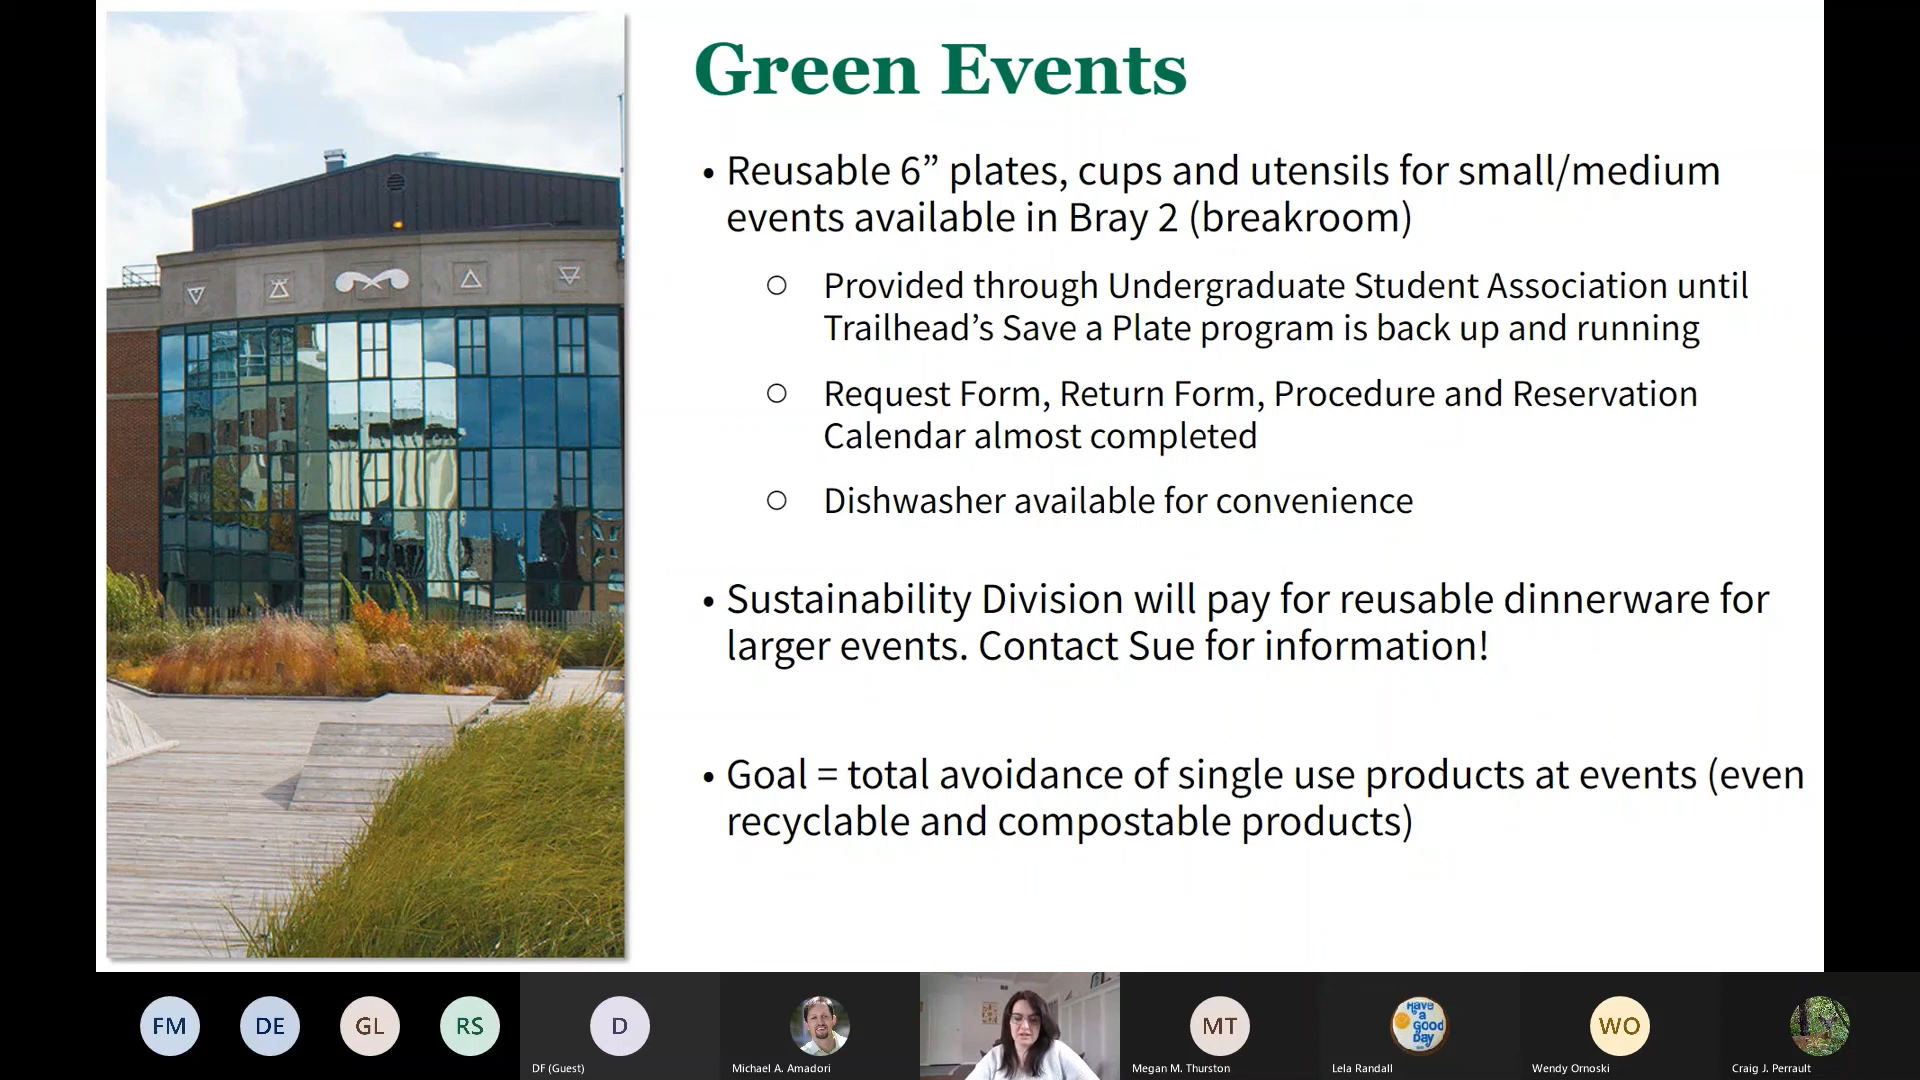 Green Events
• Reusable 6” plates, cups and utensils for small/medium
events available in Bray 2 (breakroom)
○ Provided through Undergraduate Student Association until
Trailhead’s Save a Plate program is back up and running
○ Request Form, Return Form, Procedure and Reservation
Calendar almost completed
○ Dishwasher available for convenience
• Sustainability Division will pay for reusable dinnerware for
larger events. Contact Sue for information!
• Goal = total avoidance of single use products at events (even
recyclable and compostable products)
FM
DE
GL
RS
D
DF (Guest)
Michael A. Amadori
MT
Megan M. Thurston
Have
a
good
Day
Lela Randall
WO
Wendy Ornoski
Craig J. Perrault